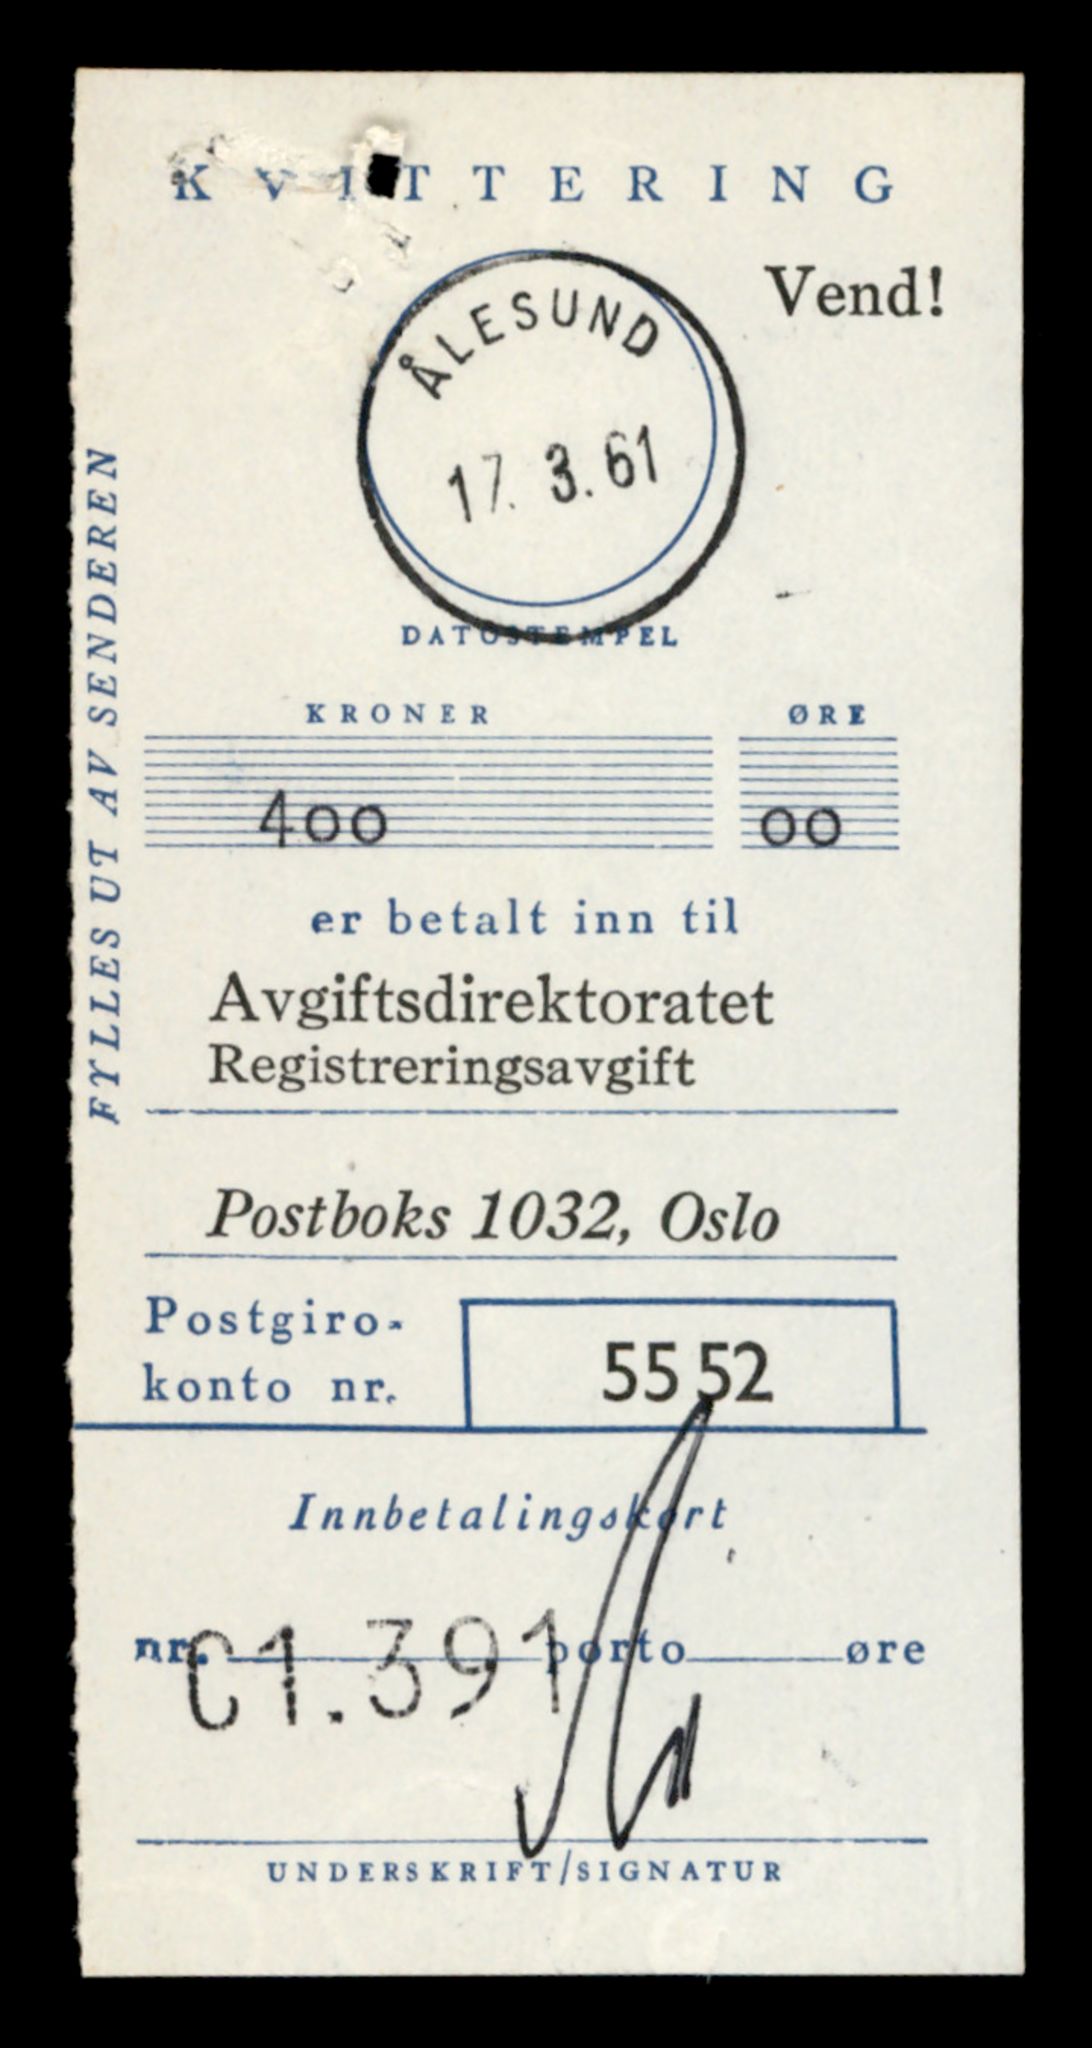 KVITTERING
Vend!
ÅLESUND
17. 3. 61
DATOSTEMPEL
FYLLES UT AV SENDEREN
KRONER ØRE
400 00
er betalt inn til
Avgiftsdirektoratet
Registreringsavgift
Postboks 1032, Oslo
Postgiro-
konto nr.
5552
Innbetalingskort
nr. C1.391 porto øre
UNDERSKRIFT/SIGNATUR